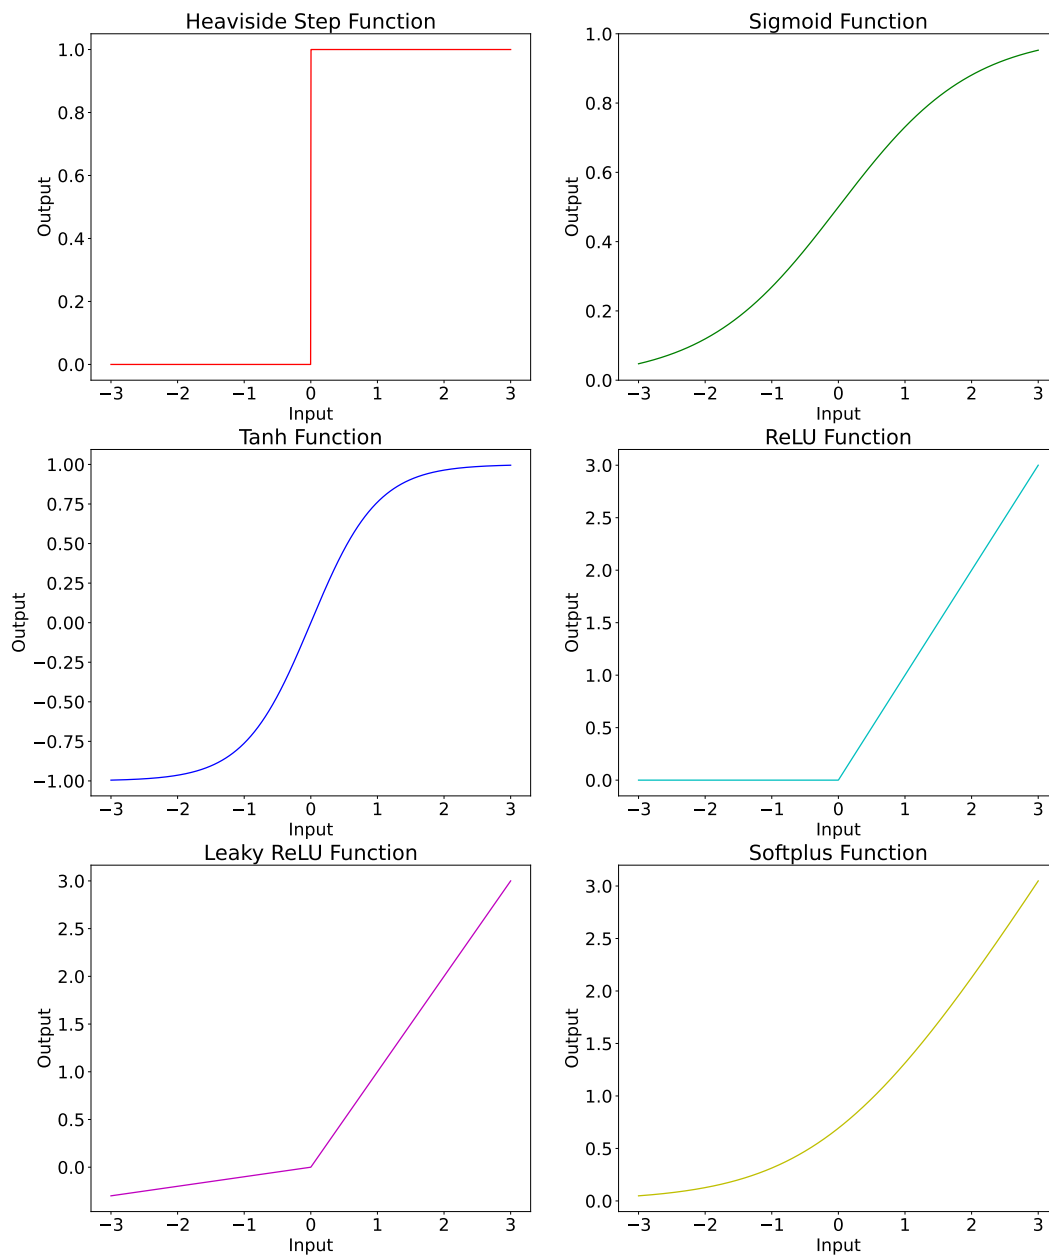 Heaviside Step Function
1.0
0.8
0.6
0.4
0.2
0.0
Output
−3 −2 −1 0 1 2 3
Input
Sigmoid Function
1.0
0.8
0.6
0.4
0.2
0.0
Output
−3 −2 −1 0 1 2 3
Input
Tanh Function
1.00
0.75
0.50
0.25
0.00
−0.25
−0.50
−0.75
−1.00
Output
−3 −2 −1 0 1 2 3
Input
ReLU Function
3.0
2.5
2.0
1.5
1.0
0.5
0.0
Output
−3 −2 −1 0 1 2 3
Input
Leaky ReLU Function
3.0
2.5
2.0
1.5
1.0
0.5
0.0
Output
−3 −2 −1 0 1 2 3
Input
Softplus Function
3.0
2.5
2.0
1.5
1.0
0.5
0.0
Output
−3 −2 −1 0 1 2 3
Input